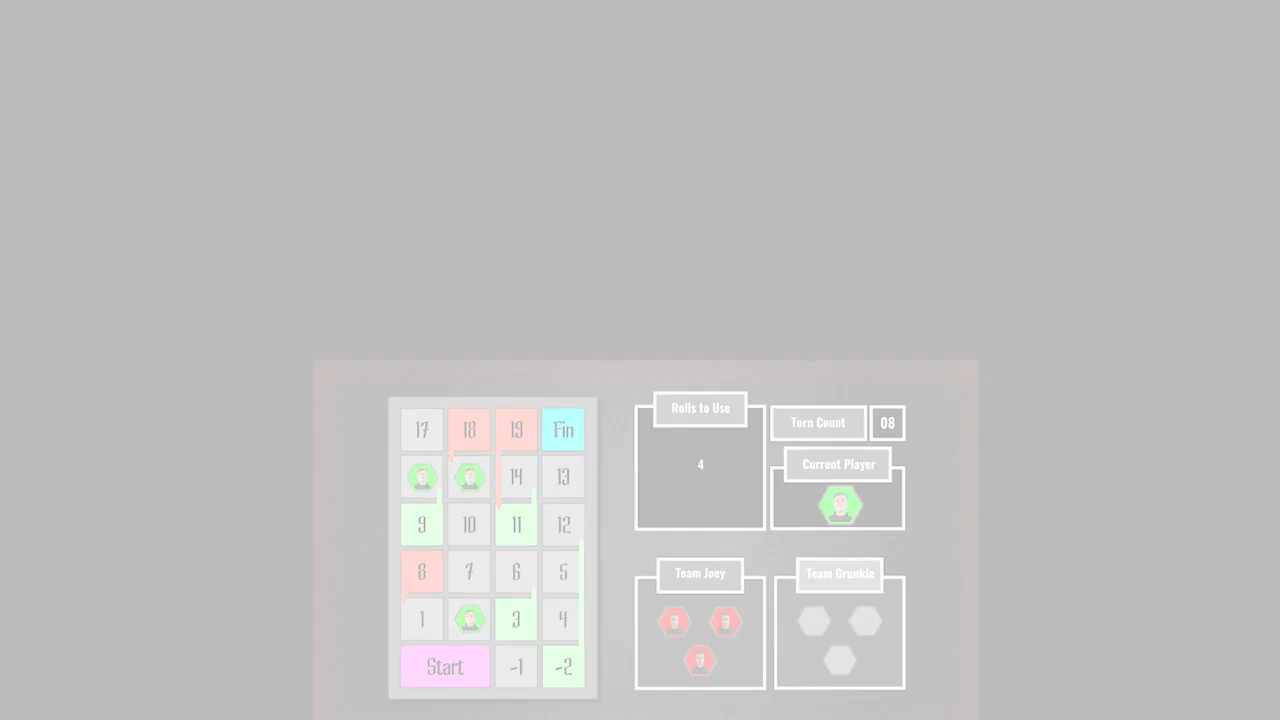 17 18 19 Fin
14 13
9 10 11 12
8 7 6 5
1 3 4
Start -1 -2
Rolls to Use
4
Turn Count 08
Current Player
Team Joey
Team Grunkle